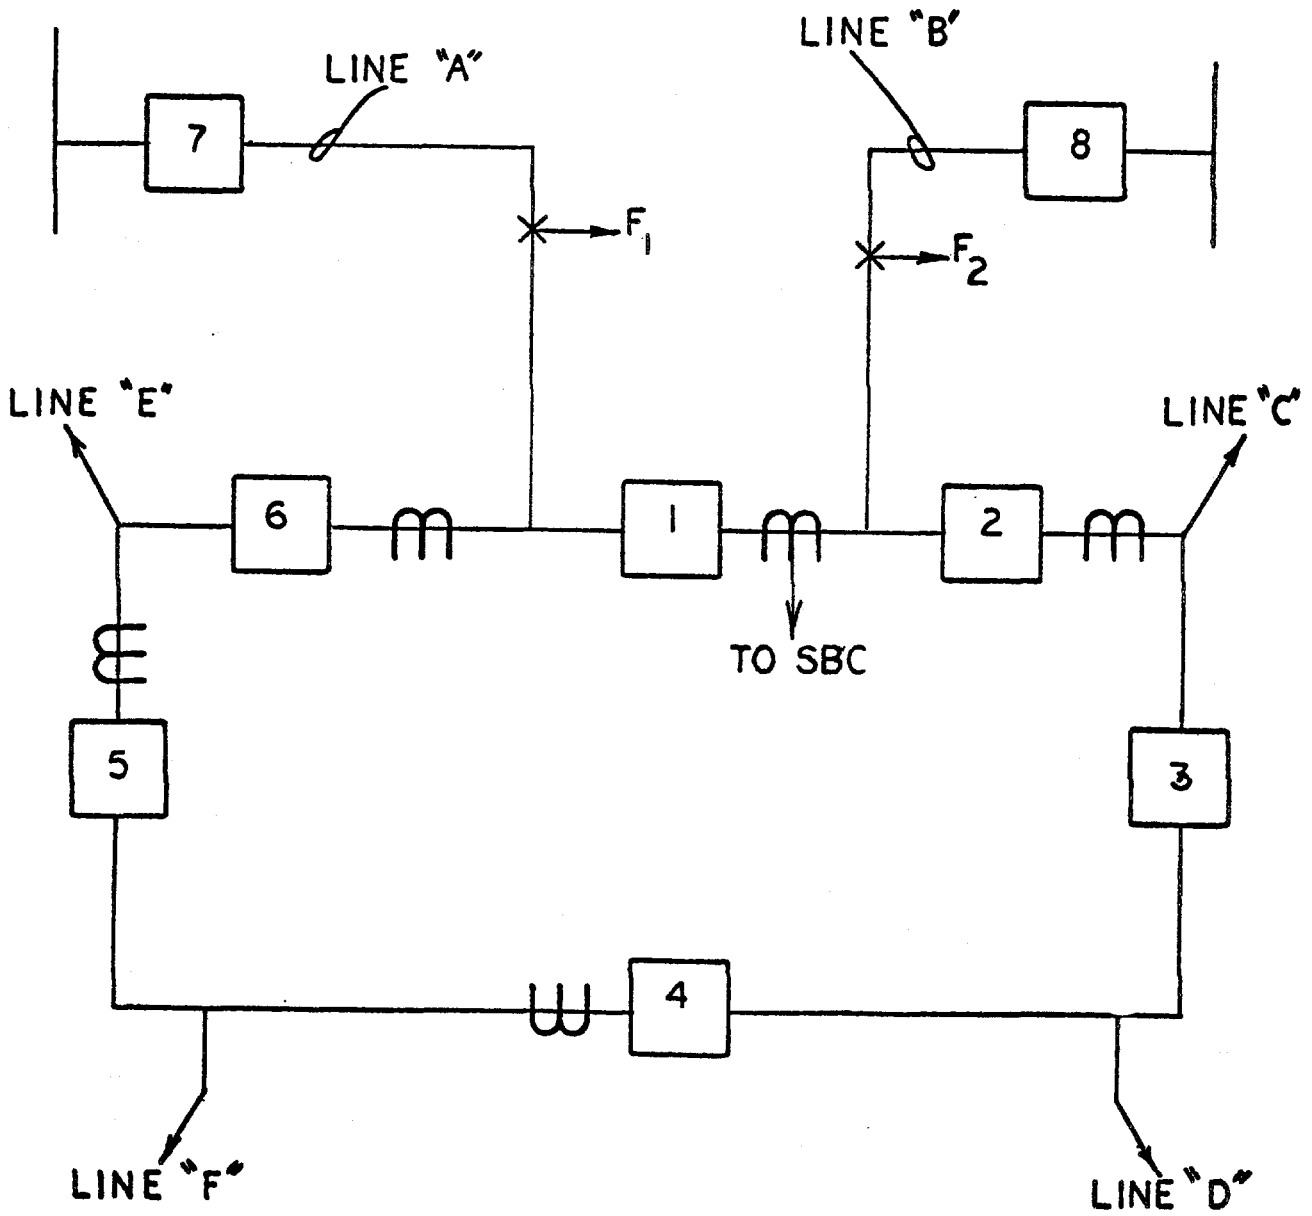 LINE "A"
LINE "B"
7
8
F1
F2
LINE "E"
LINE "C"
6
1
2
TO SBC
5
3
4
LINE "F"
LINE "D"